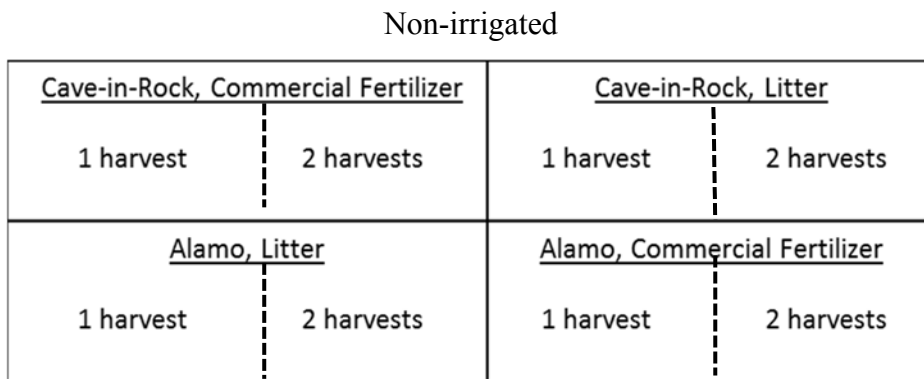 Non-irrigated
Cave-in-Rock, Commercial Fertilizer
1 harvest
2 harvests
Cave-in-Rock, Litter
1 harvest
2 harvests
Alamo, Litter
1 harvest
2 harvests
Alamo, Commercial Fertilizer
1 harvest
2 harvests